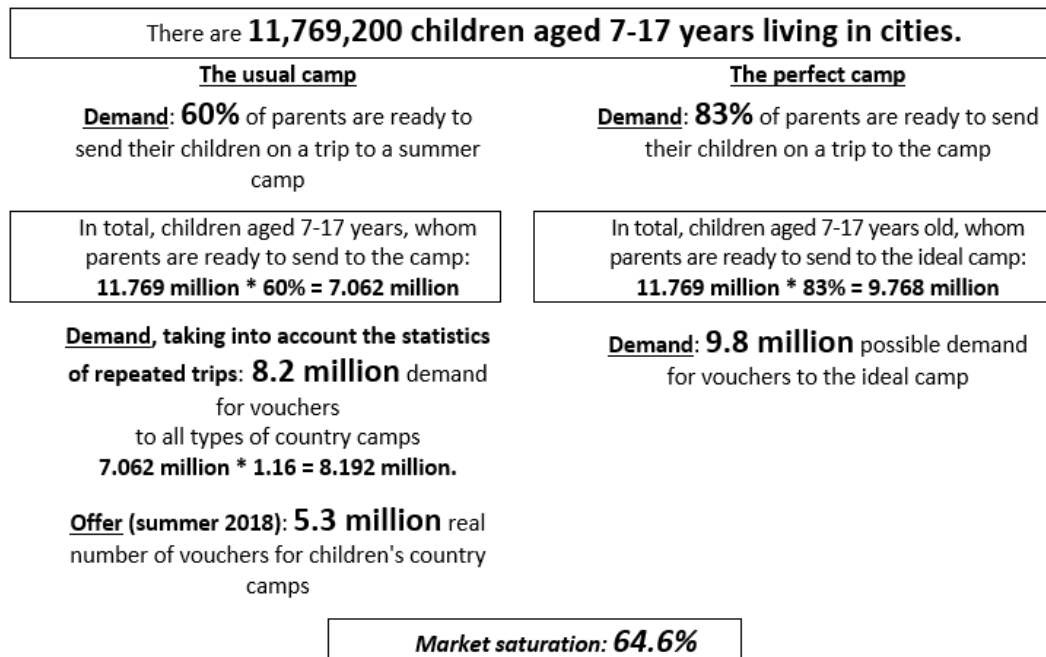 There are 11,769,200 children aged 7-17 years living in cities.
The usual camp
Demand: 60% of parents are ready to
send their children on a trip to a summer
camp
In total, children aged 7-17 years, whom
parents are ready to send to the camp:
11.769 million * 60% = 7.062 million
Demand, taking into account the statistics
of repeated trips: 8.2 million demand
for vouchers
to all types of country camps
7.062 million * 1.16 = 8.192 million.
Offer (summer 2018): 5.3 million real
number of vouchers for children's country
camps
The perfect camp
Demand: 83% of parents are ready to send
their children on a trip to the camp
In total, children aged 7-17 years old, whom
parents are ready to send to the ideal camp:
11.769 million * 83% = 9.768 million
Demand: 9.8 million possible demand
for vouchers to the ideal camp
Market saturation: 64.6%